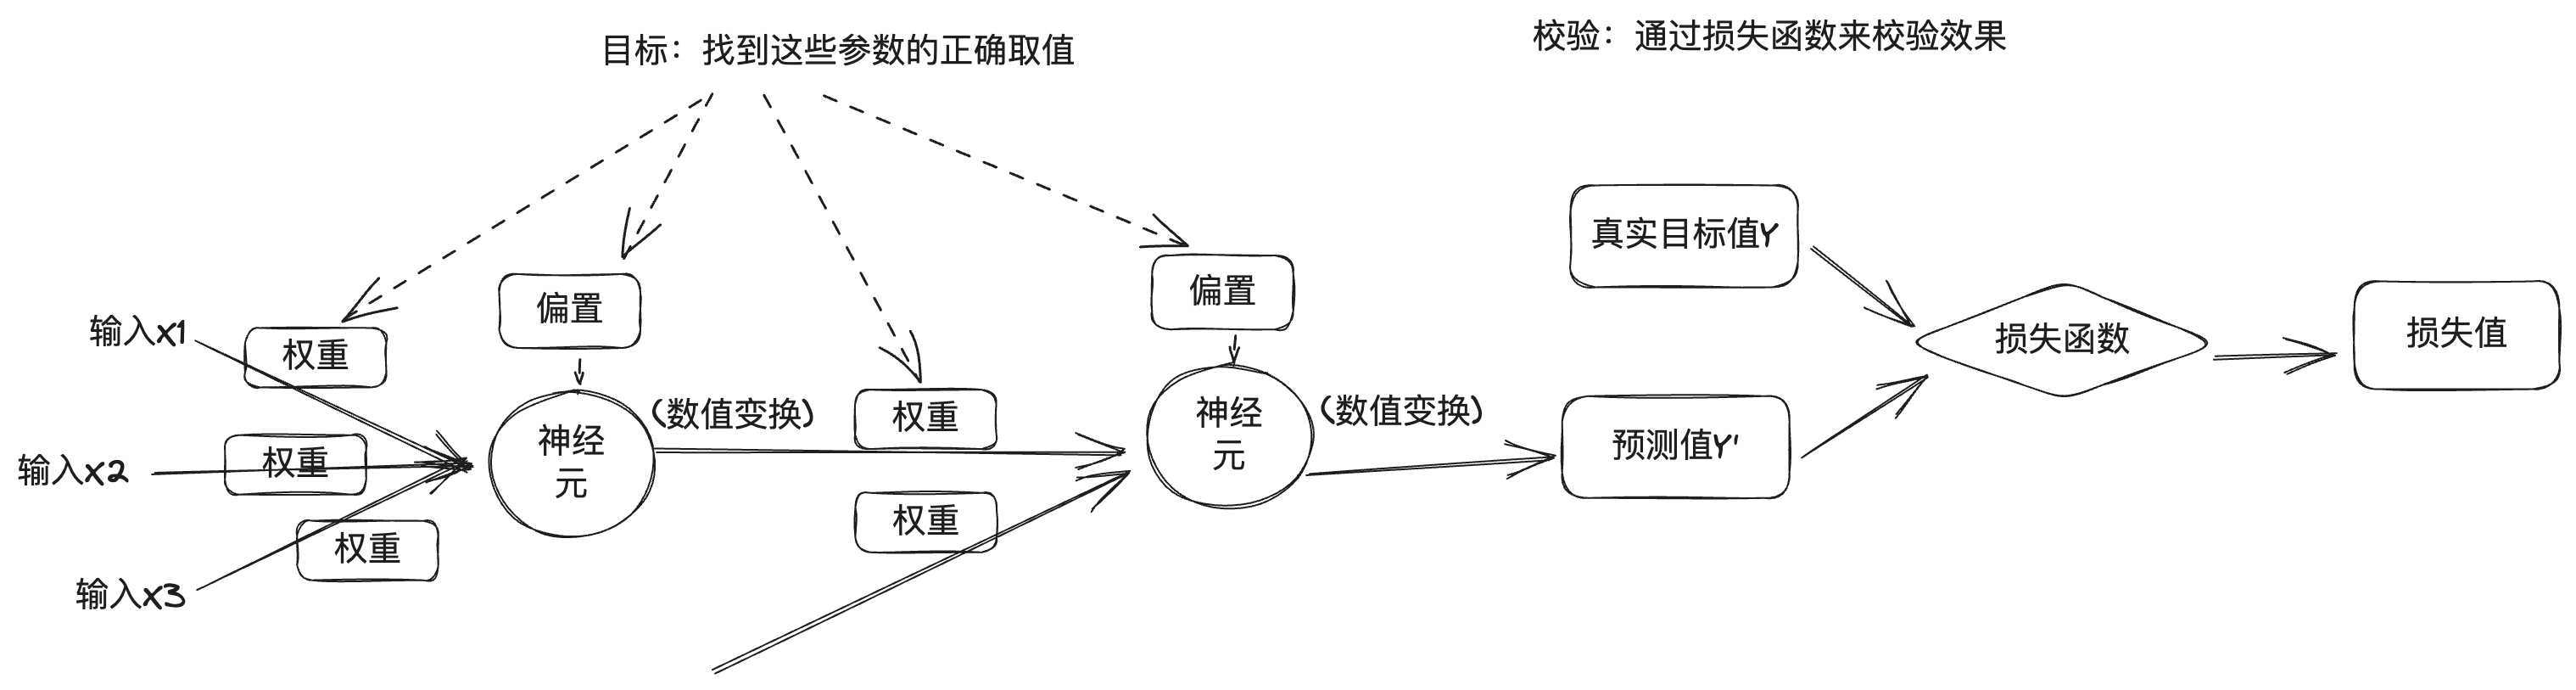 目标：找到这些参数的正确取值
校验：通过损失函数来校验效果
真实目标值Y
偏置
偏置
输入X1
权重
损失函数
损失值
(数值变换)
权重
神经
元
(数值变换)
神经
元
预测值Y'
输入X2
权重
权重
权重
输入X3